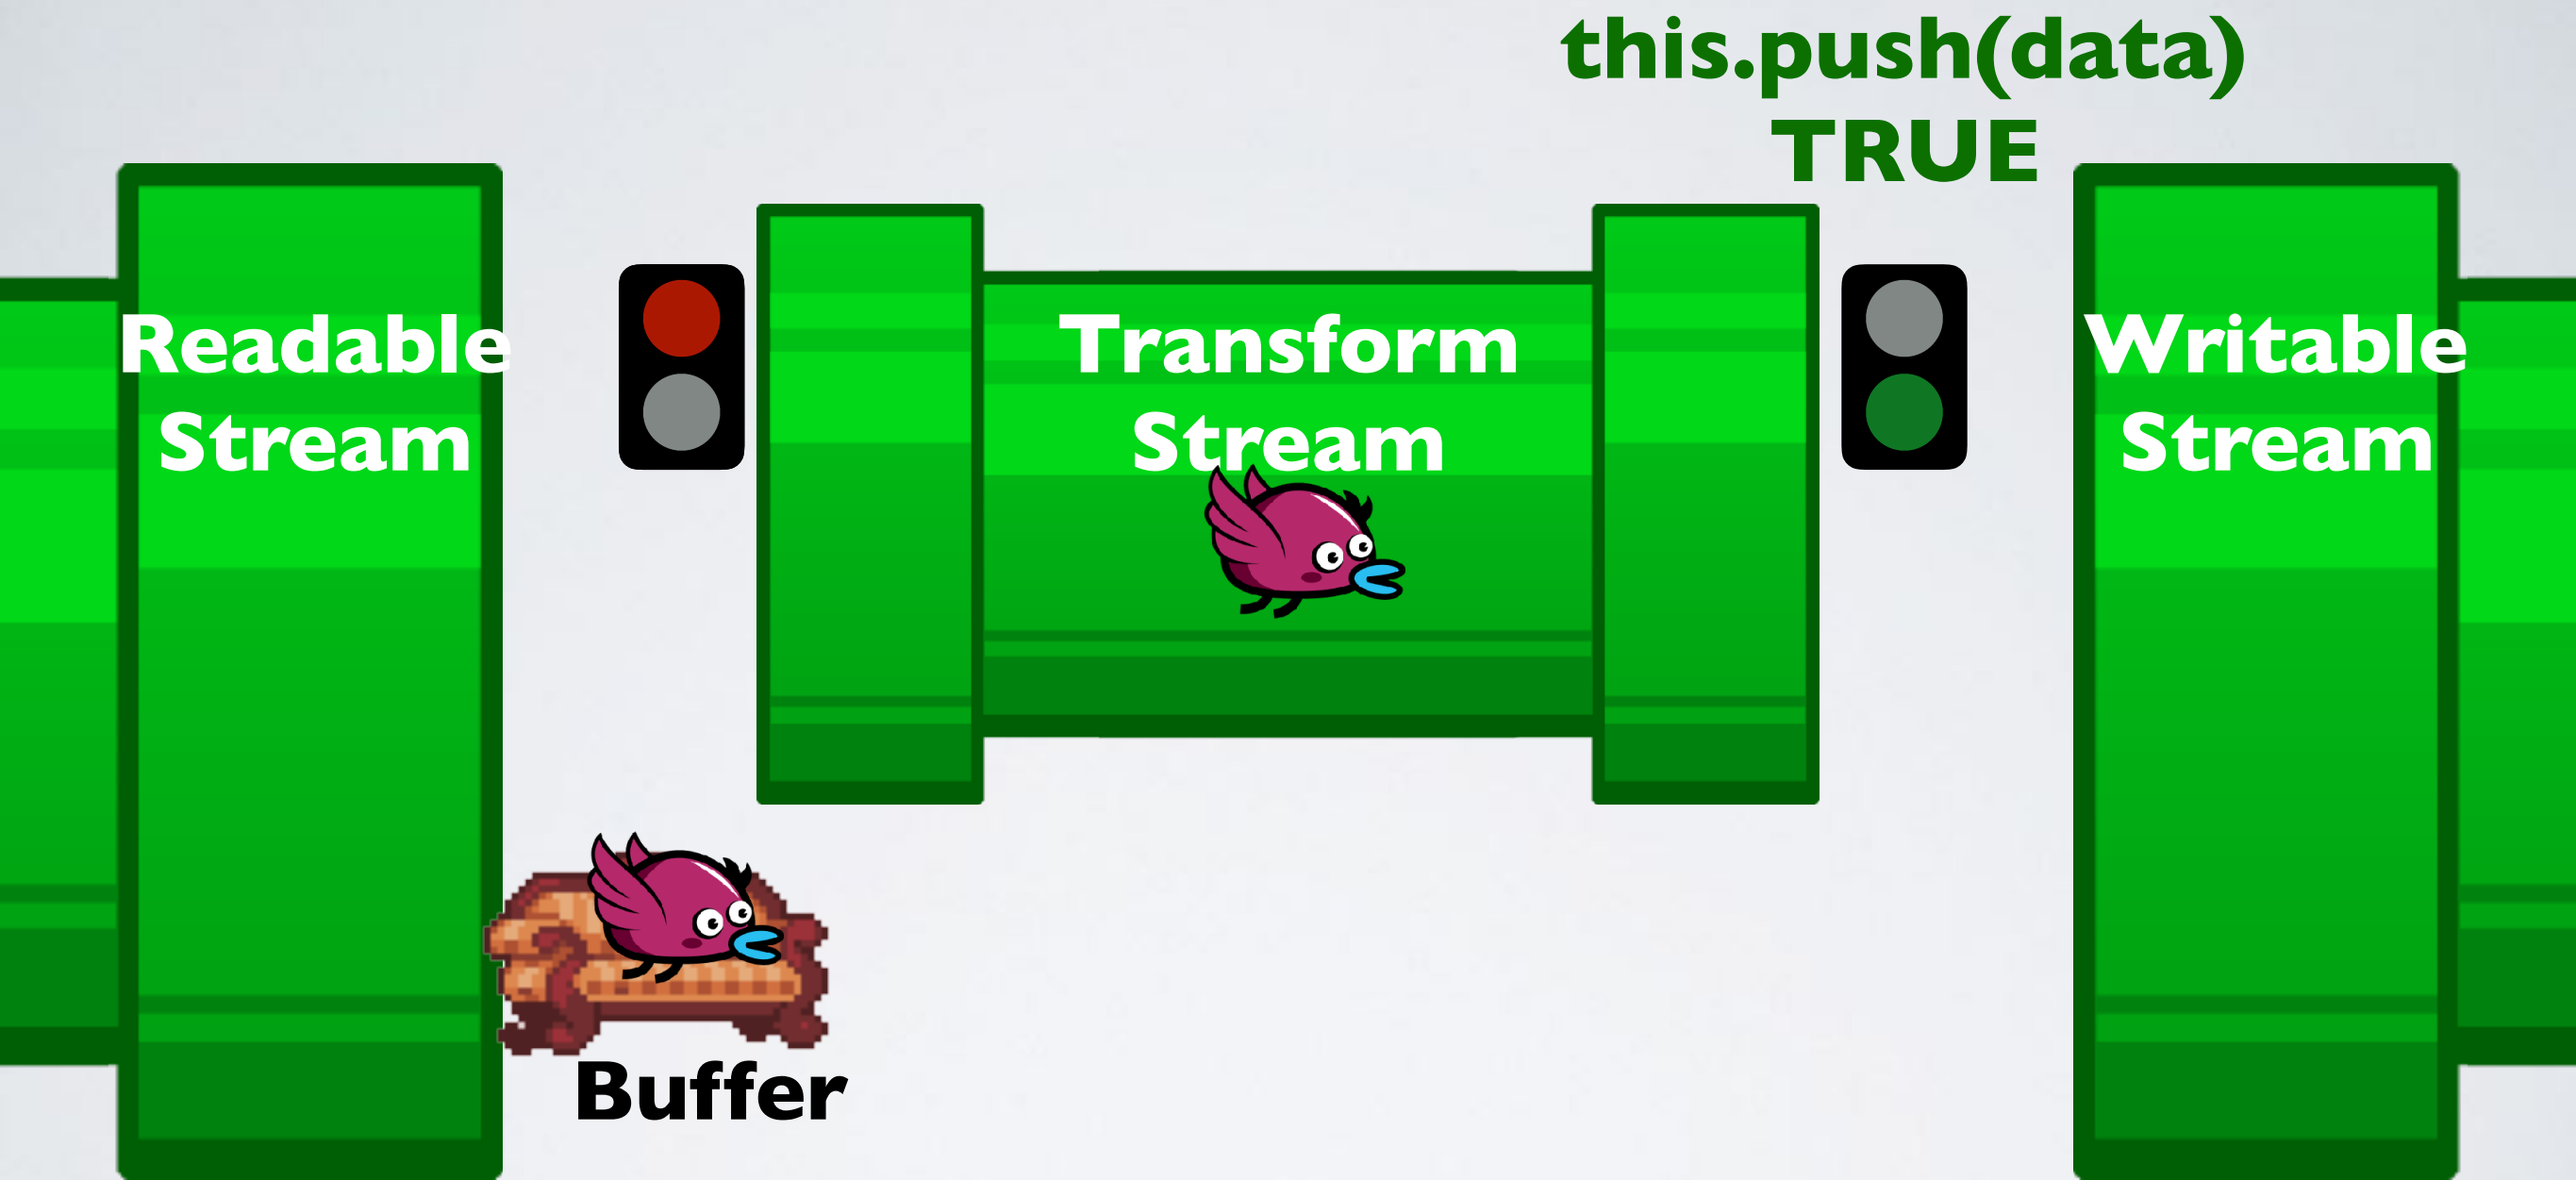 this.push(data)
TRUE
Readable
Stream
Transform
Stream
Writable
Stream
Buffer